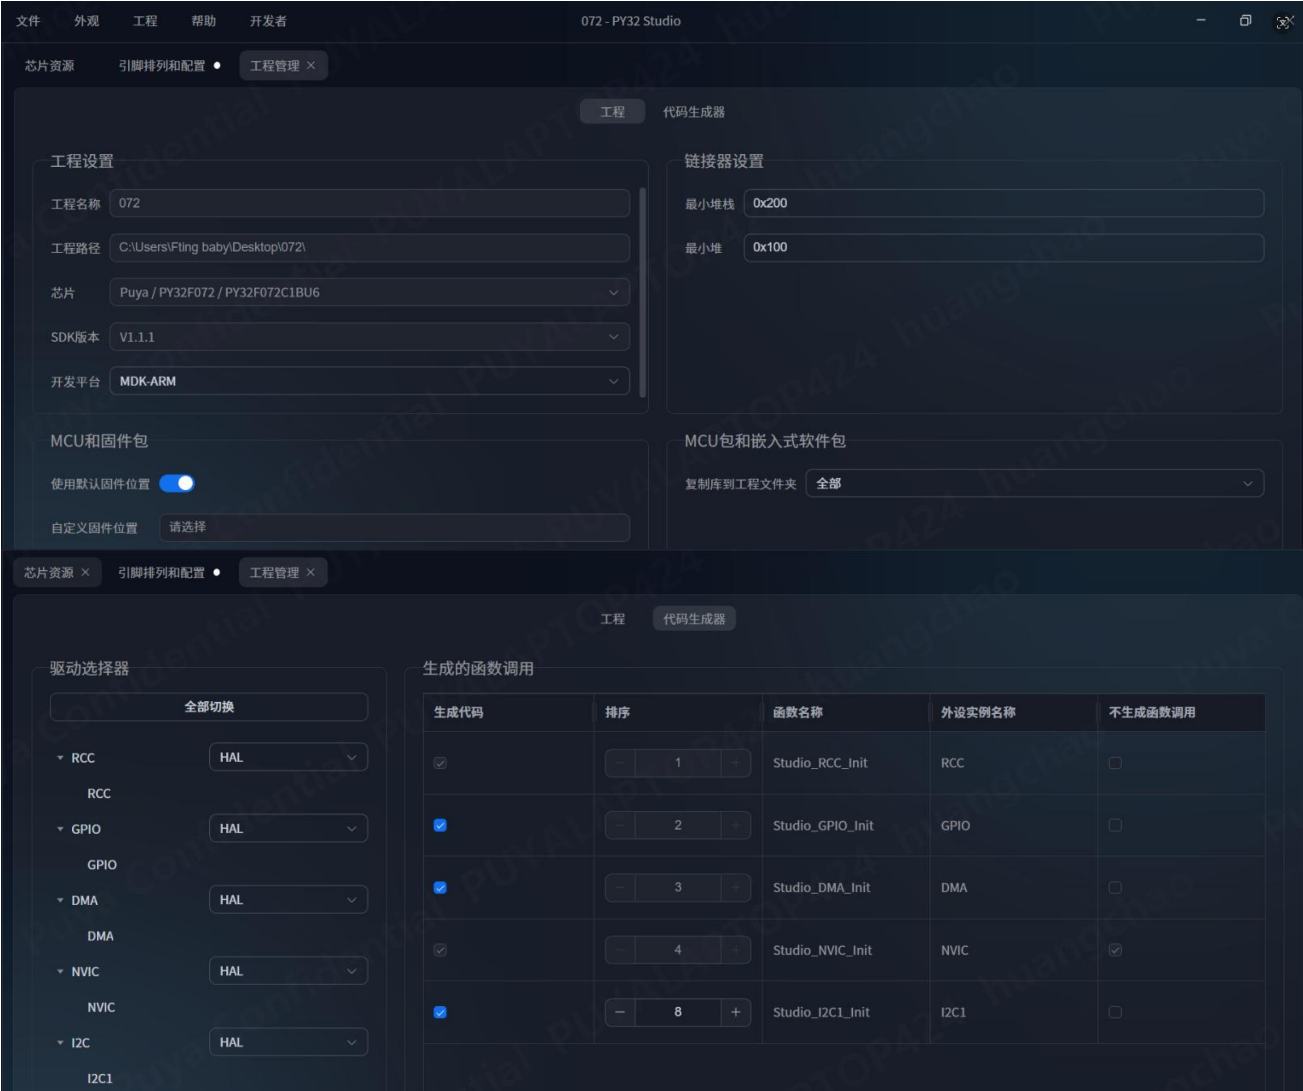 文件 外观 工程 帮助 开发者 072 - PY32 Studio
芯片资源 引脚排列和配置 工程管理
工程 代码生成器
工程设置 链接器设置
工程名称 072 最小堆栈 0x200
工程路径 C:\Users\Fting baby\Desktop\072\ 最小堆 0x100
芯片 Puya / PY32F072 / PY32F072C1BU6
SDK版本 V1.1.1
开发平台 MDK-ARM
MCU和固件包 MCU包和嵌入式软件包
使用默认固件位置 复制库到工程文件夹 全部
自定义固件位置 请选择
芯片资源 引脚排列和配置 工程管理
工程 代码生成器
驱动选择器 生成的函数调用
全部切换 生成代码 排序 函数名称 外设实例名称 不生成函数调用
RCC HAL 1 Studio_RCC_Init RCC
RCC
GPIO HAL 2 Studio_GPIO_Init GPIO
GPIO
DMA HAL 3 Studio_DMA_Init DMA
DMA
NVIC HAL 4 Studio_NVIC_Init NVIC
NVIC
8 Studio_I2C1_Init I2C1
I2C HAL
I2C1